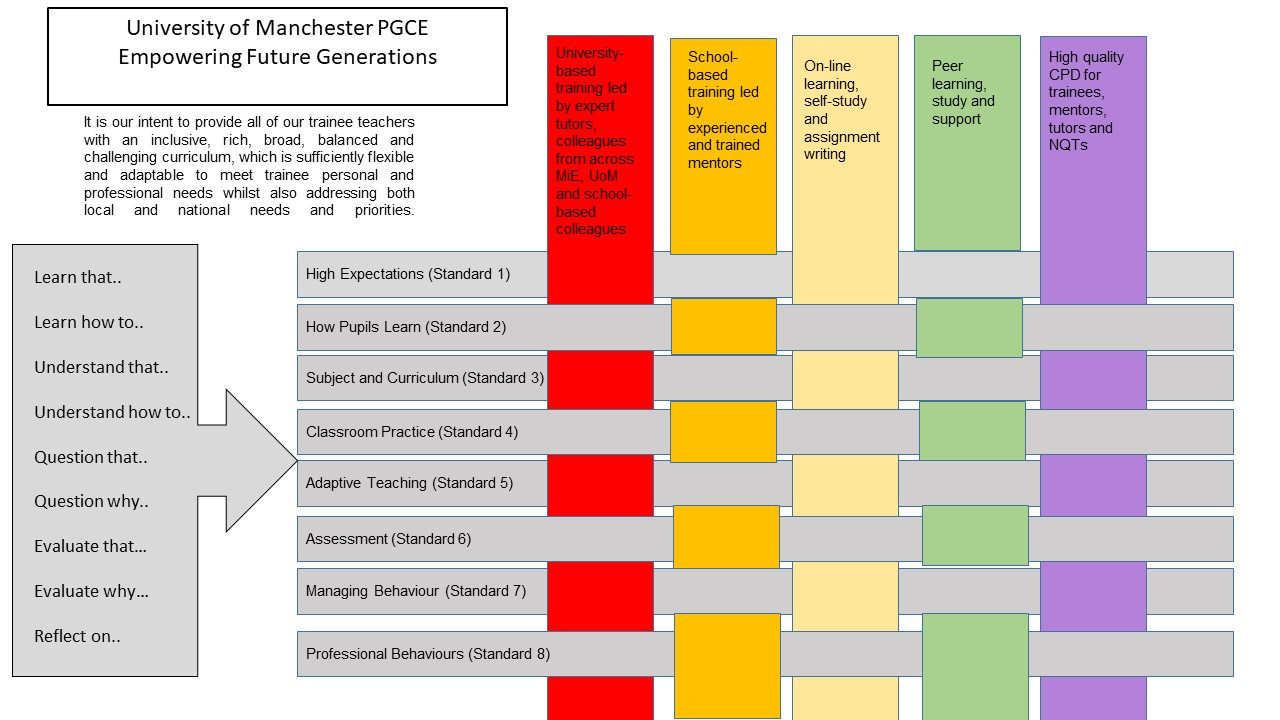 University of Manchester PGCE
Empowering Future Generations
It is our intent to provide all of our trainee teachers
with an inclusive, rich, broad, balanced and
challenging curriculum, which is sufficiently flexible
and adaptable to meet trainee personal and
professional needs whilst also addressing both
local and national needs and priorities.
University-
based
training led
by expert
tutors,
colleagues
from across
MiE, UoM
and school-
based
colleagues
School-
based
training led
by
experienced
and trained
mentors
On-line
learning,
self-study
and
assignment
writing
Peer
learning,
study and
support
High quality
CPD for
trainees,
mentors,
tutors and
NQTs
Learn that..
Learn how to..
Understand that..
Understand how to..
Question that..
Question why..
Evaluate that...
Evaluate why...
Reflect on..
High Expectations (Standard 1)
How Pupils Learn (Standard 2)
Subject and Curriculum (Standard 3)
Classroom Practice (Standard 4)
Adaptive Teaching (Standard 5)
Assessment (Standard 6)
Managing Behaviour (Standard 7)
Professional Behaviours (Standard 8)